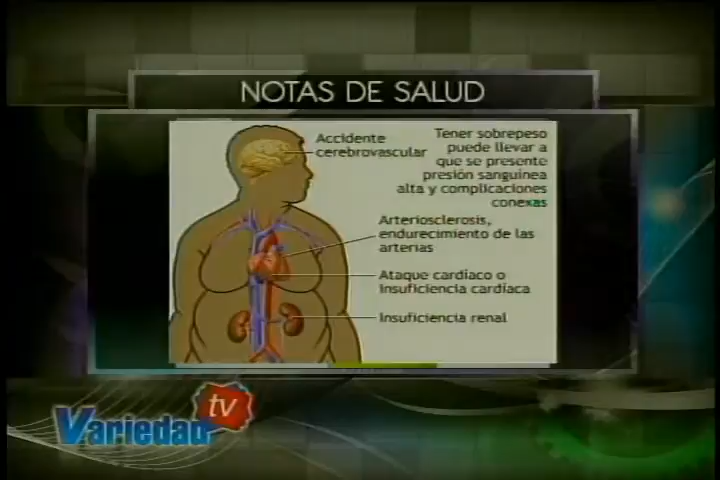 NOTAS DE SALUD
Accidente
cerebrovascular
Tener sobrepeso
puede llevar a
que se presente
presión sanguínea
alta y complicaciones
conexas
Arteriosclerosis,
endurecimiento de las
arterias
Ataque cardíaco o
insuficiencia cardíaca
Insuficiencia renal
Variedad
tv